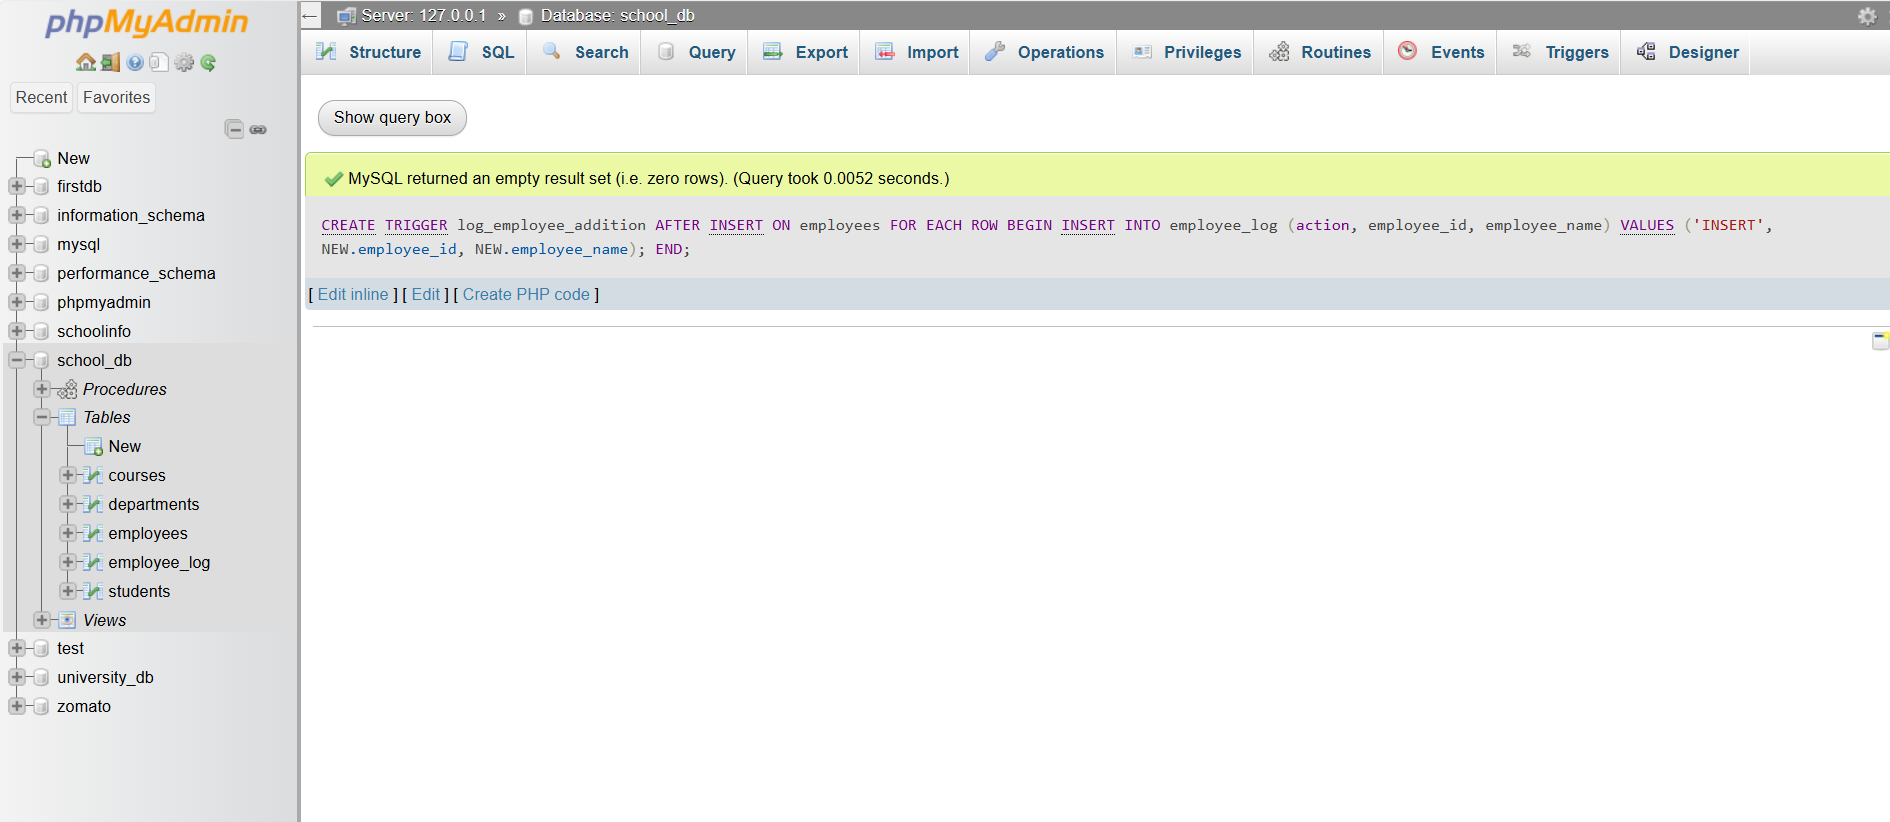 phpMyAdmin
Recent Favorites
New
firstdb
information_schema
mysql
performance_schema
phpmyadmin
schoolinfo
school_db
Procedures
Tables
New
courses
departments
employees
employee_log
students
Views
test
university_db
zomato
Server: 127.0.0.1 » Database: school_db
Structure SQL Search Query Export Import Operations Privileges Routines Events Triggers Designer
Show query box
MySQL returned an empty result set (i.e. zero rows). (Query took 0.0052 seconds.)
CREATE TRIGGER log_employee_addition AFTER INSERT ON employees FOR EACH ROW BEGIN INSERT INTO employee_log (action, employee_id, employee_name) VALUES ('INSERT',
NEW.employee_id, NEW.employee_name); END;
[ Edit inline ] [ Edit ] [ Create PHP code ]